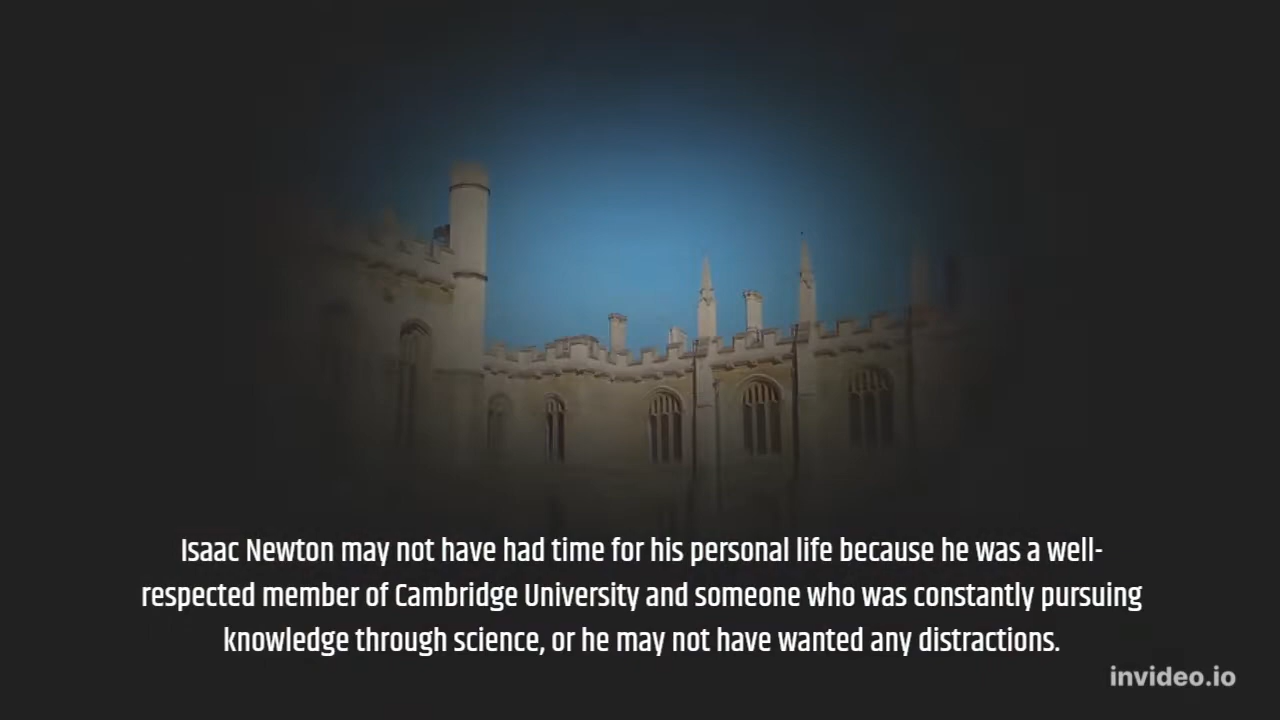 Isaac Newton may not have had time for his personal life because he was a well-
respected member of Cambridge University and someone who was constantly pursuing
knowledge through science, or he may not have wanted any distractions.
invideo.io